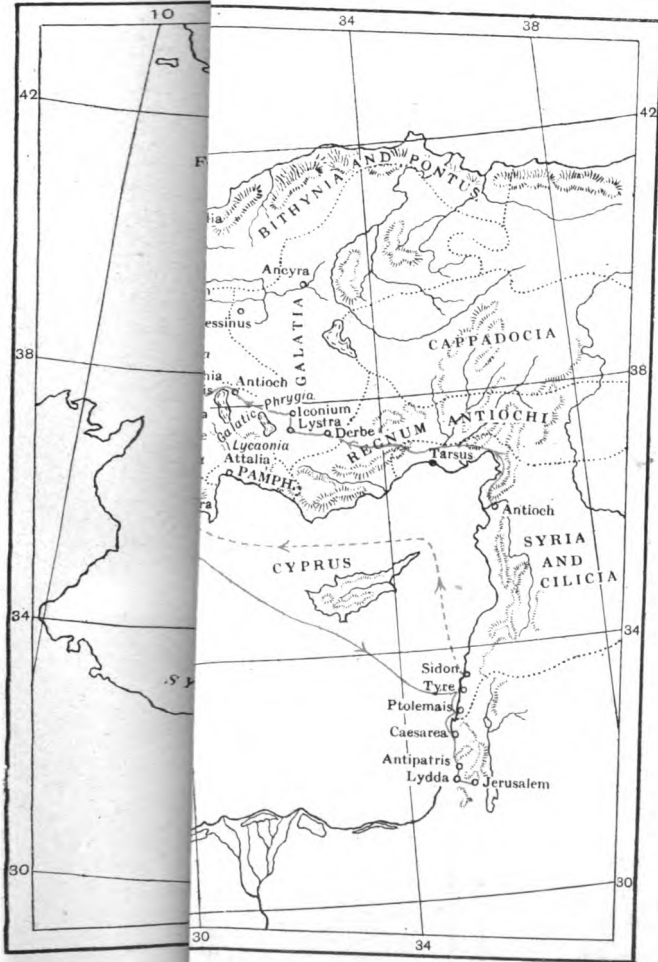 10
34
38
42
42
F
BITHYNIA AND PONTUS
Ancyra
essinus
GALATIA
CAPPADOCIA
38
38
Antioch
Galatic Phrygia
Iconium
Lystra
Derbe
REGNUM ANTIOCHI
Lycaonia
Attalia
PAMPH.
Tarsus
Antioch
CYPRUS
SYRIA
AND
CILICIA
34
34
Sidon
Tyre
Ptolemais
Caesarea
Antipatris
Lydda
Jerusalem
30
30
30
34